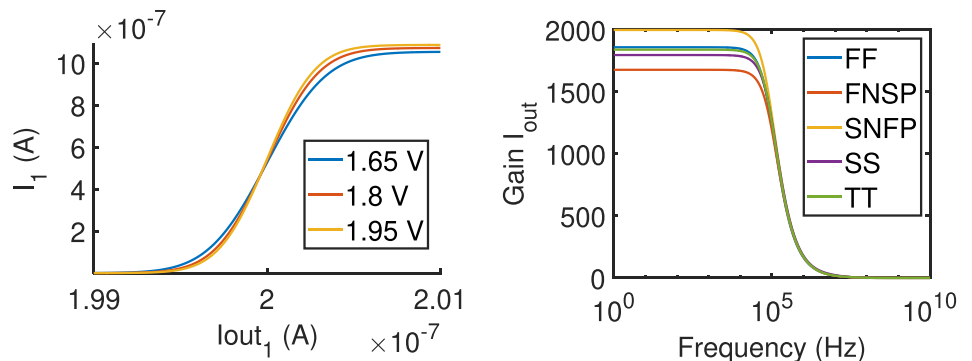 ×10⁻⁷
10
8
6
4
2
I₁ (A)
1.65 V
1.8 V
1.95 V
1.99
2
2.01
Iout₁ (A)
×10⁻⁷
2000
1500
1000
500
0
Gain I_out
FF
FNSP
SNFP
SS
TT
10⁰
10⁵
10¹⁰
Frequency (Hz)